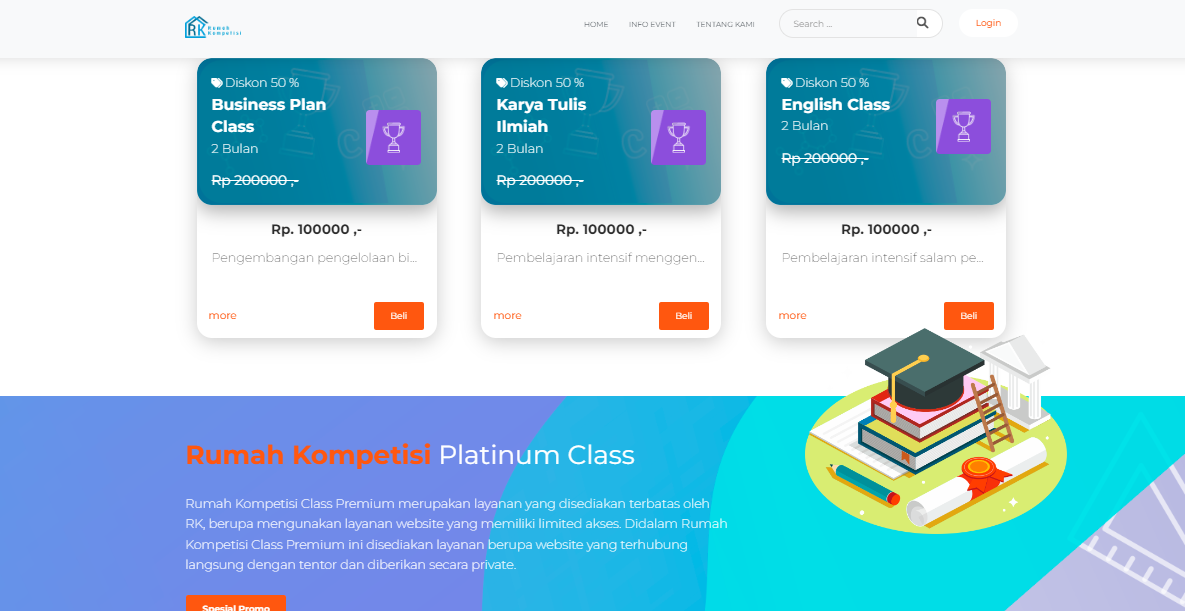 RK Rumah
Kompetisi
HOME INFO EVENT TENTANG KAMI Search ... Login
Diskon 50 %
Business Plan
Class
2 Bulan
Rp 200000 ,-
Rp. 100000 ,-
Pengembangan pengelolaan bi...
more Beli
Diskon 50 %
Karya Tulis
Ilmiah
2 Bulan
Rp 200000 ,-
Rp. 100000 ,-
Pembelajaran intensif menggen...
more Beli
Diskon 50 %
English Class
2 Bulan
Rp 200000 ,-
Rp. 100000 ,-
Pembelajaran intensif salam pe...
more Beli
Rumah Kompetisi Platinum Class
Rumah Kompetisi Class Premium merupakan layanan yang disediakan terbatas oleh
RK, berupa mengunakan layanan website yang memiliki limited akses. Didalam Rumah
Kompetisi Class Premium ini disediakan layanan berupa website yang terhubung
langsung dengan tentor dan diberikan secara private.
Spesial Promo